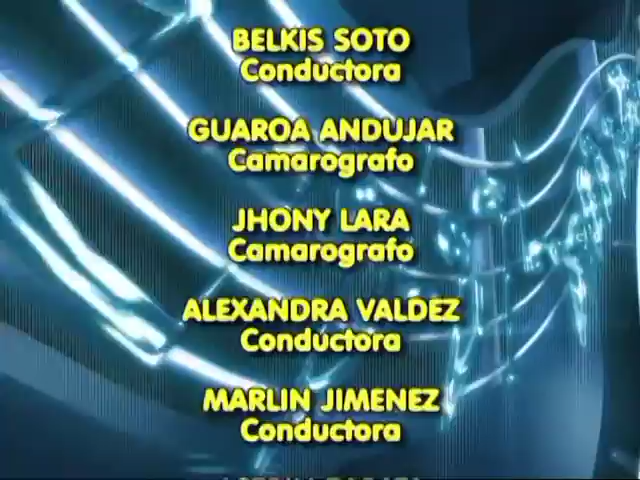 BELKIS SOTO
Conductora
GUAROA ANDUJAR
Camarografo
JHONY LARA
Camarografo
ALEXANDRA VALDEZ
Conductora
MARLIN JIMENEZ
Conductora